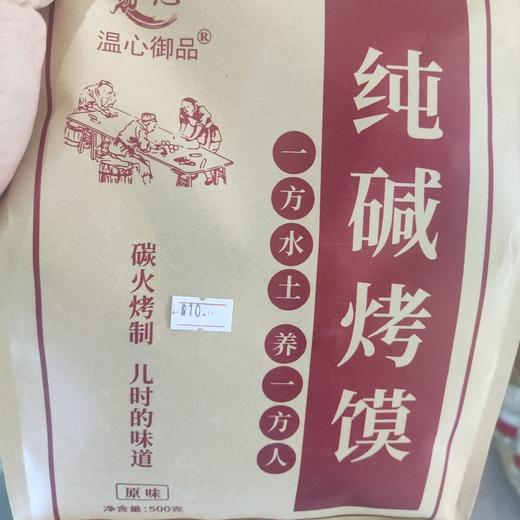 温心御品®
纯碱烤馍
一方水土 养一方人
碳火烤制 儿时的味道
¥10.
原味
净含量:500克